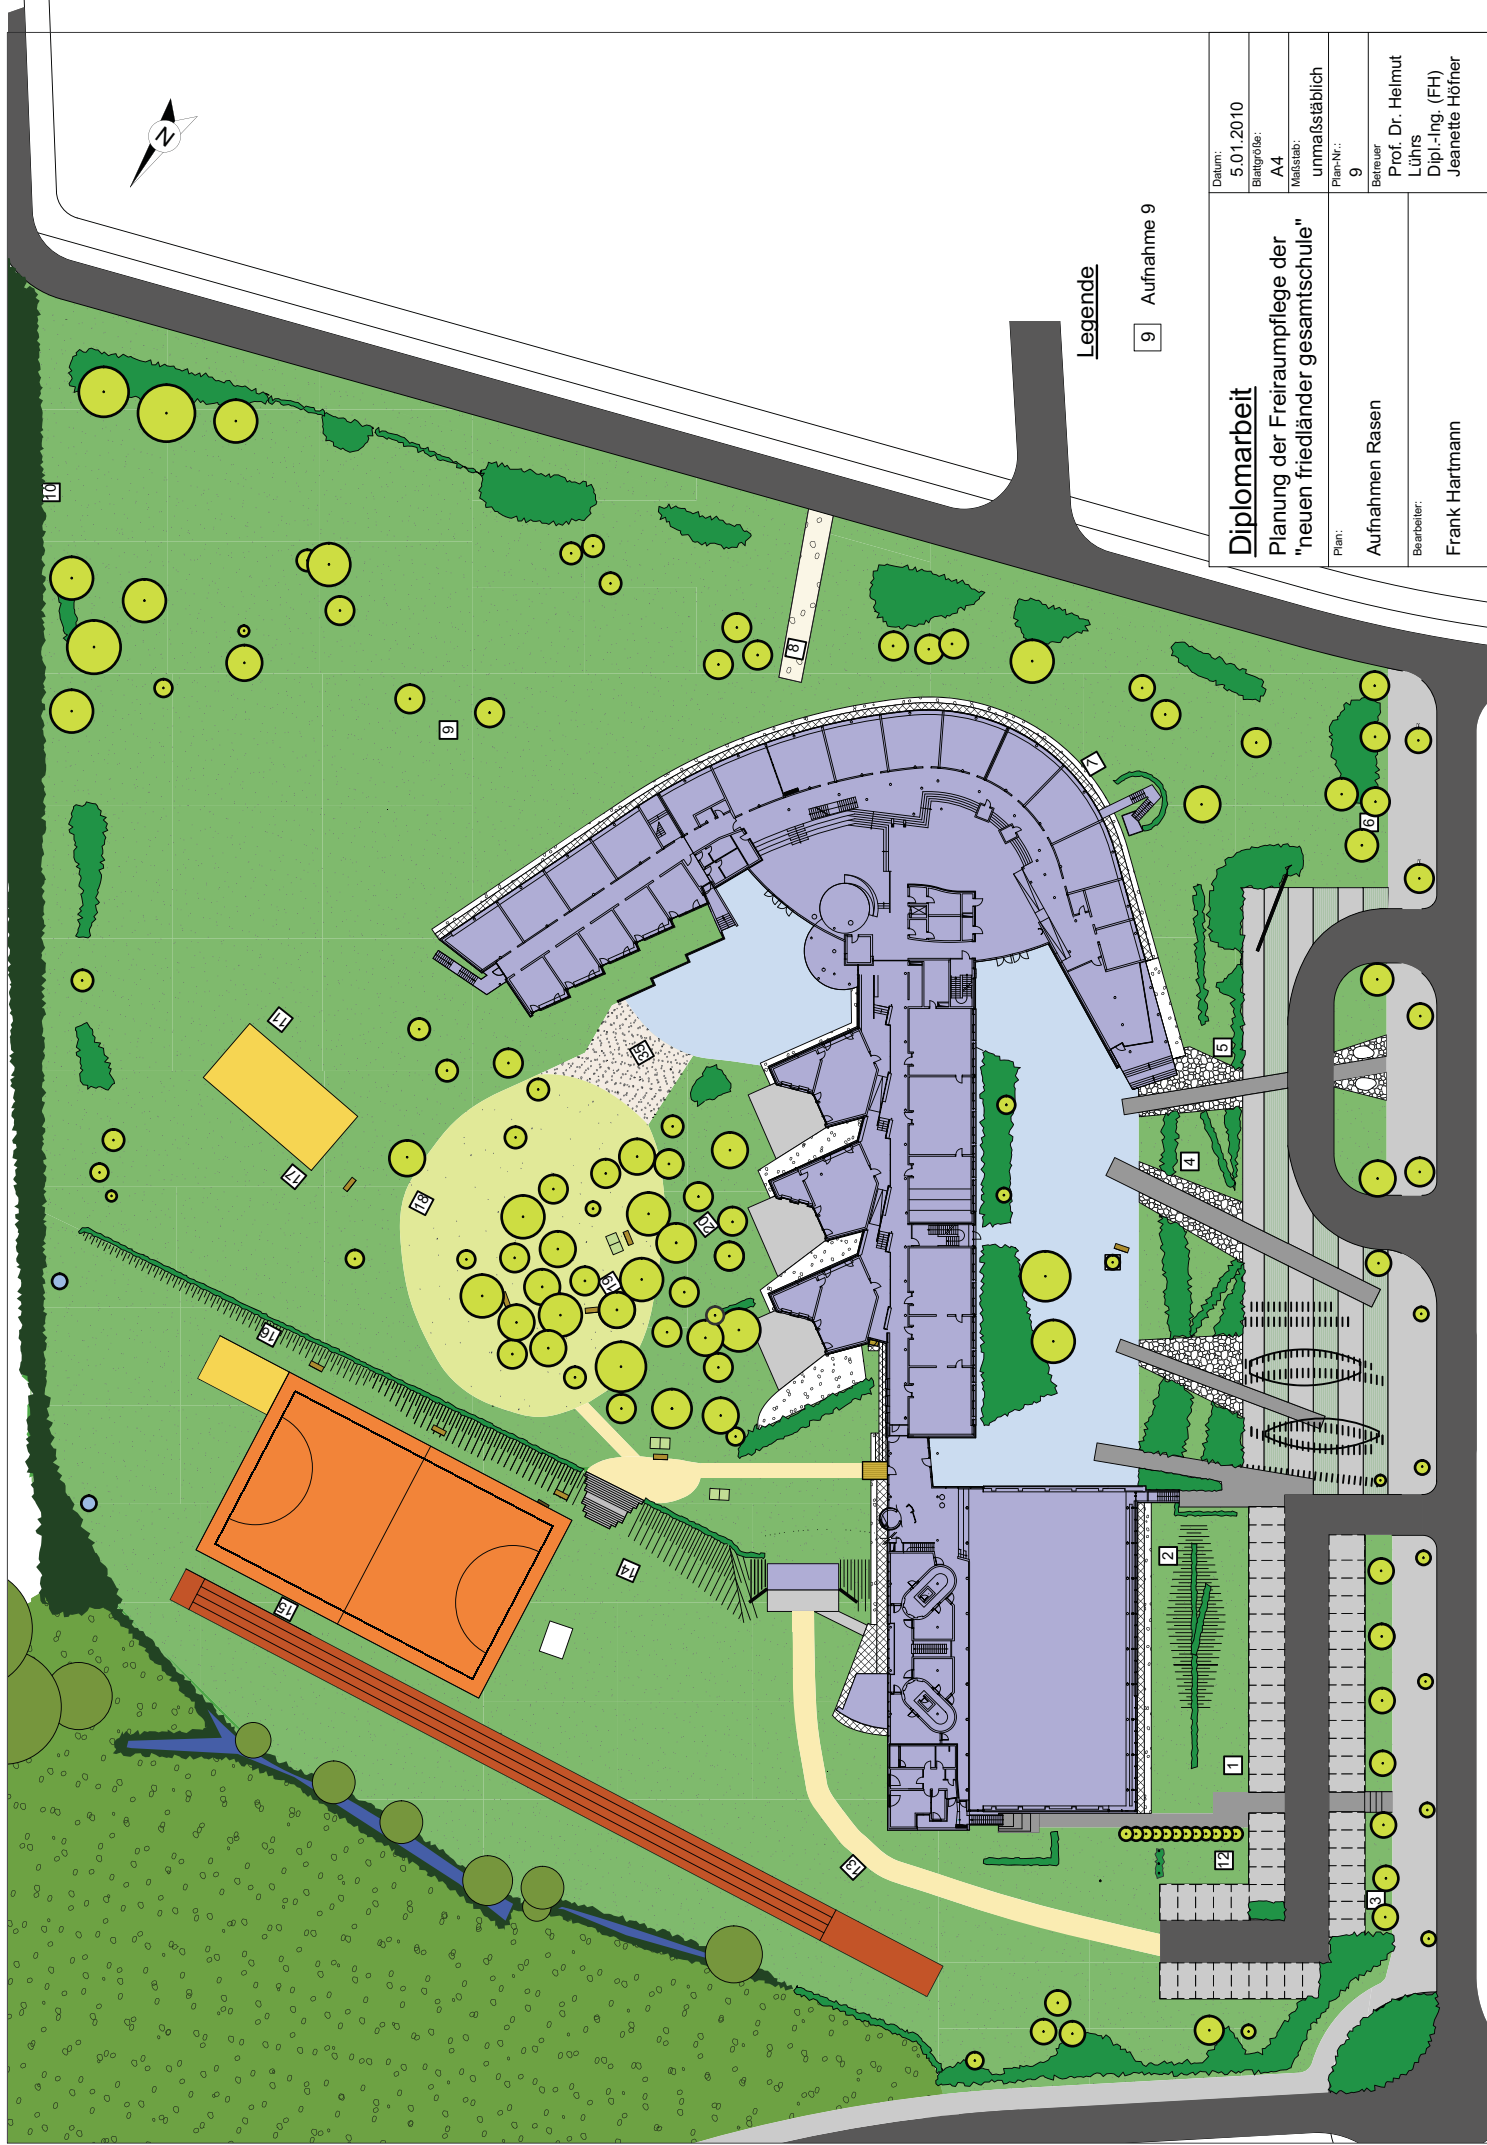 N
Legende
9 Aufnahme 9
Diplomarbeit
Planung der Freiraumpflege der
"neuen friedländer gesamtschule"
Plan:
Aufnahmen Rasen
Bearbeiter:
Frank Hartmann
Datum:
5.01.2010
Blattgröße:
A4
Maßstab:
unmaßstäblich
Plan-Nr.:
9
Betreuer
Prof. Dr. Helmut
Lührs
Dipl.-Ing. (FH)
Jeanette Höfner
10
9
8
7
6
11
35
5
17
18
4
20
19
16
2
14
15
1
13
12
3